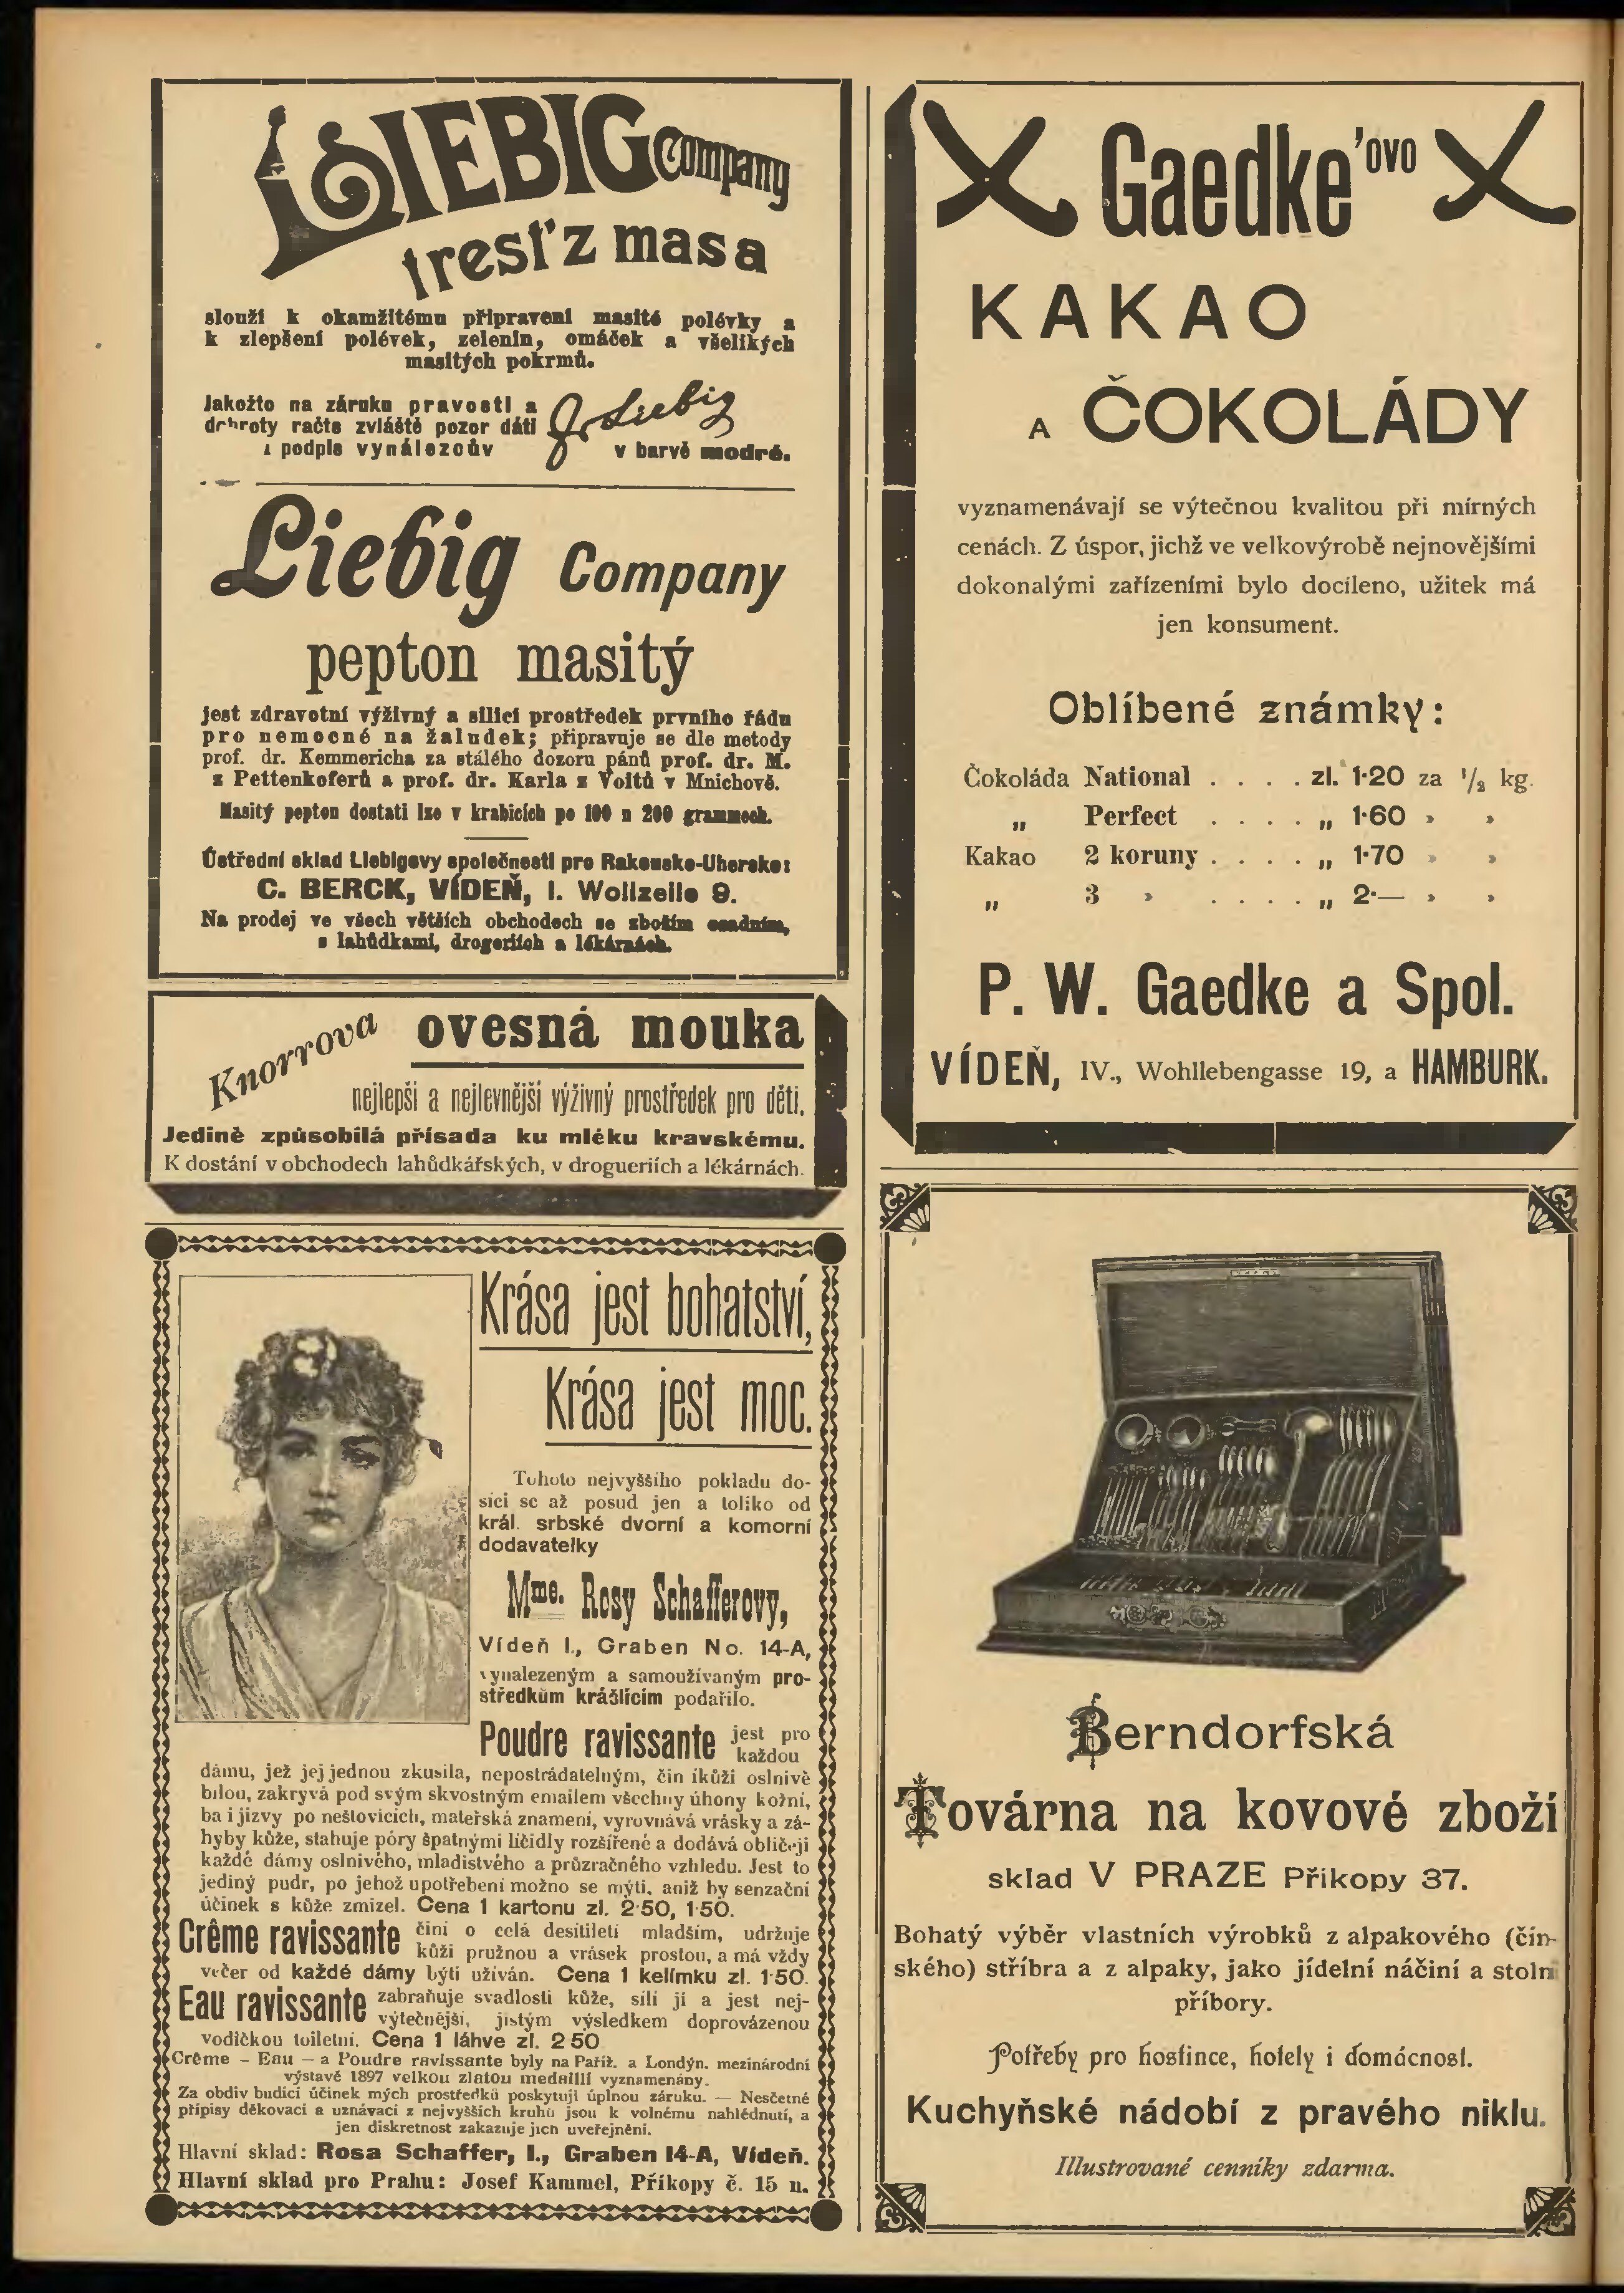 LIEBIG Company
tresť z masa
slouží k okamžitému připravení masité polévky a
k zlepšení polévek, zelenin, omáček a všelikých
masitých pokrmů.
Jakožto na záruku pravosti a
dobroty račte zvláště pozor dáti
podpis vynálezcův
J. Liebig
v barvě modré.
Liebig Company
pepton masitý
jest zdravotní výživný a sílící prostředek prvního řádu
pro nemocné na žaludek; připravuje se dle metody
prof. dr. Kemmericha za stálého dozoru pánů prof. dr. M.
z Pettenkoferů a prof. dr. Karla z Voitů v Mnichově.
Masitý pepton dostati lze v krabicích po 100 a 200 grammech.
Ústřední sklad Liebigovy společnosti pro Rakousko-Uhersko:
C. BERCK, VÍDEŇ, I. Wollzeile 9.
Na prodej ve všech větších obchodech se zbožím osadním,
s lahůdkami, drogeriích a lékárnách.
Knorrova ovesná mouka
nejlepší a nejlevnější výživný prostředek pro děti.
Jedině způsobilá přísada ku mléku kravskému.
K dostání v obchodech lahůdkářských, v drogueriích a lékárnách.
Krása jest bohatství,
Krása jest moc.
Tohoto nejvyššího pokladu do-
síci se až posud jen a toliko od
král. srbské dvorní a komorní
dodavatelky
Mme. Rosy Schafferovy,
Vídeň I., Graben No. 14-A,
vynalezeným a samoužívaným pro-
středkům krášlícím podařilo.
Poudre ravissante jest pro
každou
dámu, jež jej jednou zkusila, nepostrádatelným, činí kůži oslnivě
bílou, zakrývá pod svým skvostným emailem všechny úhony kožní,
ba i jizvy po neštovicích, mateřská znamení, vyrovnává vrásky a zá-
hyby kůže, stahuje póry špatnými líčidly rozšířené a dodává obličeji
každé dámy oslnivého, mladistvého a průzračného vzhledu. Jest to
jediný pudr, po jehož upotřebení možno se mýti, aniž by senzační
účinek s kůže zmizel. Cena 1 kartonu zl. 2·50, 1·50.
Crême ravissante činí o celá desítiletí mladším, udržuje
kůži pružnou a vrásek prostou, a má vždy
večer od každé dámy býti užíván. Cena 1 kelímku zl. 1·50.
Eau ravissante zabraňuje svadlosti kůže, sílí ji a jest nej-
výtečnější, jistým výsledkem doprovázenou
vodičkou toiletní. Cena 1 láhve zl. 2·50
Crême – Eau — a Poudre ravissante byly na Paříž. a Londýn. mezinárodní
výstavě 1897 velkou zlatou medaillí vyznamenány.
Za obdiv budící účinek mých prostředků poskytuji úplnou záruku. — Nesčetné
přípisy děkovací a uznávací z nejvyšších kruhů jsou k volnému nahlédnutí, a
jen diskretnost zakazuje jich uveřejnění.
Hlavní sklad: Rosa Schaffer, I., Graben 14-A, Vídeň.
Hlavní sklad pro Prahu: Josef Kammel, Příkopy č. 15 n.
Gaedke'ovo
KAKAO
A ČOKOLÁDY
vyznamenávají se výtečnou kvalitou při mírných
cenách. Z úspor, jichž ve velkovýrobě nejnovějšími
dokonalými zařízeními bylo docíleno, užitek má
jen konsument.
Oblíbené známky:
Čokoláda National . . . . zl. 1·20 za 1/2 kg.
„ Perfect . . . . „ 1·60 » »
Kakao 2 koruny . . . . „ 1·70 » »
„ 3 » . . . . „ 2·— » »
P. W. Gaedke a Spol.
VÍDEŇ, IV., Wohllebengasse 19, a HAMBURK.
Berndorfská
Továrna na kovové zboží
sklad V PRAZE Příkopy 37.
Bohatý výběr vlastních výrobků z alpakového (čín-
ského) stříbra a z alpaky, jako jídelní náčiní a stolní
příbory.
Potřeby pro hostince, hotely i domácnost.
Kuchyňské nádobí z pravého niklu.
Illustrované cenníky zdarma.